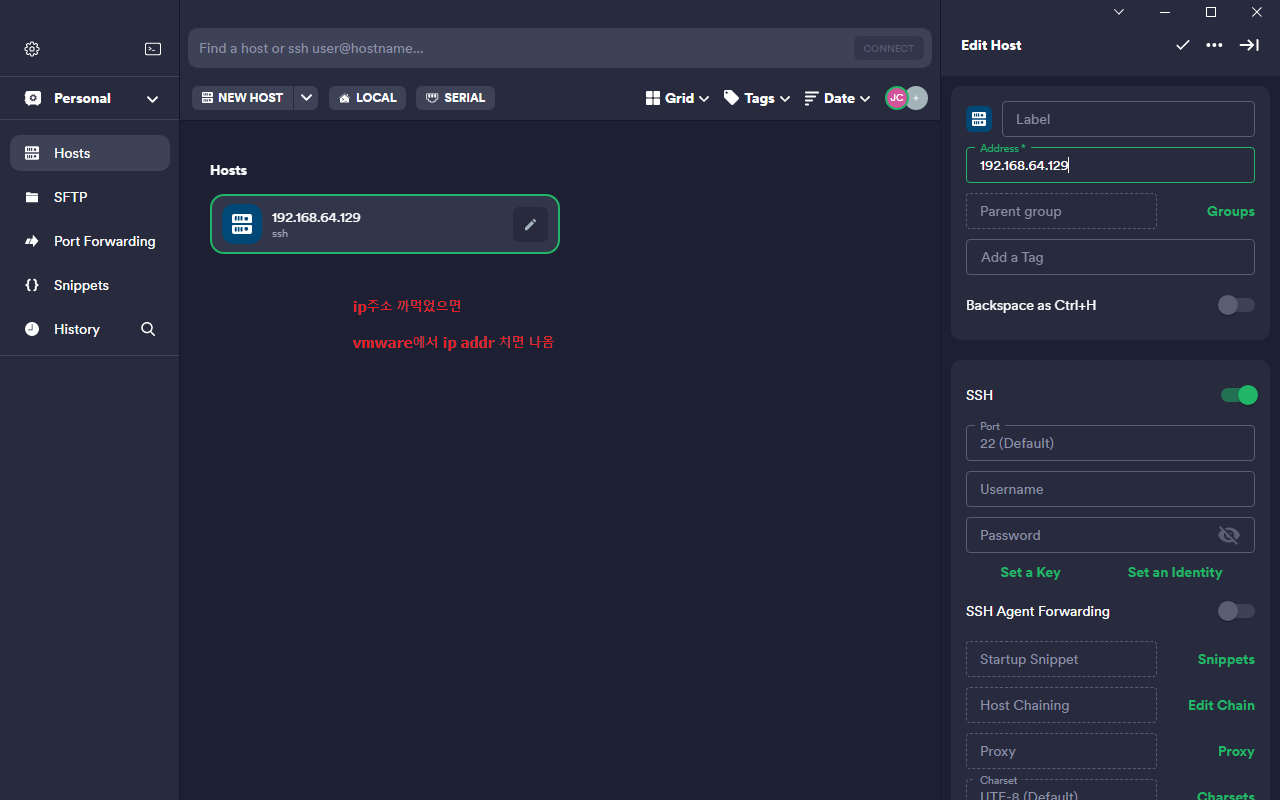 Find a host or ssh user@hostname...
CONNECT
Edit Host
Personal
NEW HOST
LOCAL
SERIAL
Grid
Tags
Date
JC
+
Hosts
SFTP
Port Forwarding
Snippets
History
Hosts
192.168.64.129
ssh
ip주소 까먹었으면
vmware에서 ip addr 치면 나옴
Label
Address *
192.168.64.129
Parent group
Groups
Add a Tag
Backspace as Ctrl+H
SSH
Port
22 (Default)
Username
Password
Set a Key
Set an Identity
SSH Agent Forwarding
Startup Snippet
Snippets
Host Chaining
Edit Chain
Proxy
Proxy
Charset
UTF-8 (Default)
Charsets